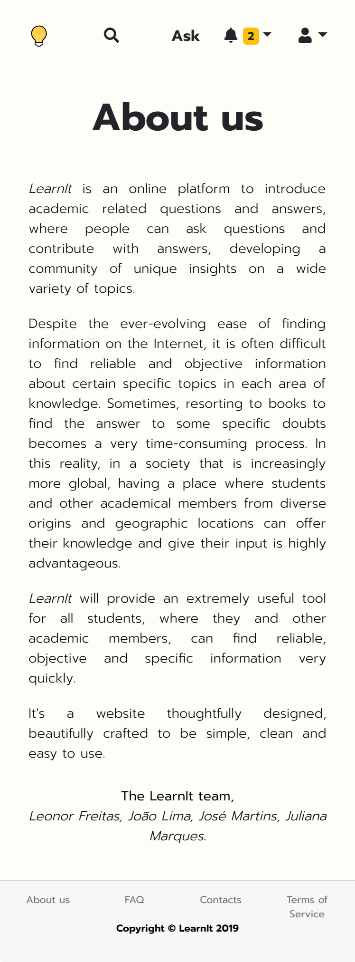 Ask
2
About us
LearnIt is an online platform to introduce
academic related questions and answers,
where people can ask questions and
contribute with answers, developing a
community of unique insights on a wide
variety of topics.
Despite the ever-evolving ease of finding
information on the Internet, it is often difficult
to find reliable and objective information
about certain specific topics in each area of
knowledge. Sometimes, resorting to books to
find the answer to some specific doubts
becomes a very time-consuming process. In
this reality, in a society that is increasingly
more global, having a place where students
and other academical members from diverse
origins and geographic locations can offer
their knowledge and give their input is highly
advantageous.
LearnIt will provide an extremely useful tool
for all students, where they and other
academic members, can find reliable,
objective and specific information very
quickly.
It's a website thoughtfully designed,
beautifully crafted to be simple, clean and
easy to use.
The LearnIt team,
Leonor Freitas, João Lima, José Martins, Juliana
Marques.
About us FAQ Contacts Terms of
Service
Copyright © LearnIt 2019